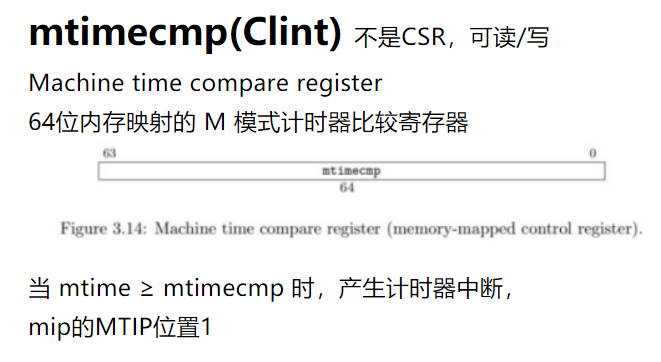 mtimecmp(Clint) 不是CSR，可读/写
Machine time compare register
64位内存映射的 M 模式计时器比较寄存器
63 0
mtimecmp
64
Figure 3.14: Machine time compare register (memory-mapped control register).
当 mtime ≥ mtimecmp 时，产生计时器中断，
mip的MTIP位置1